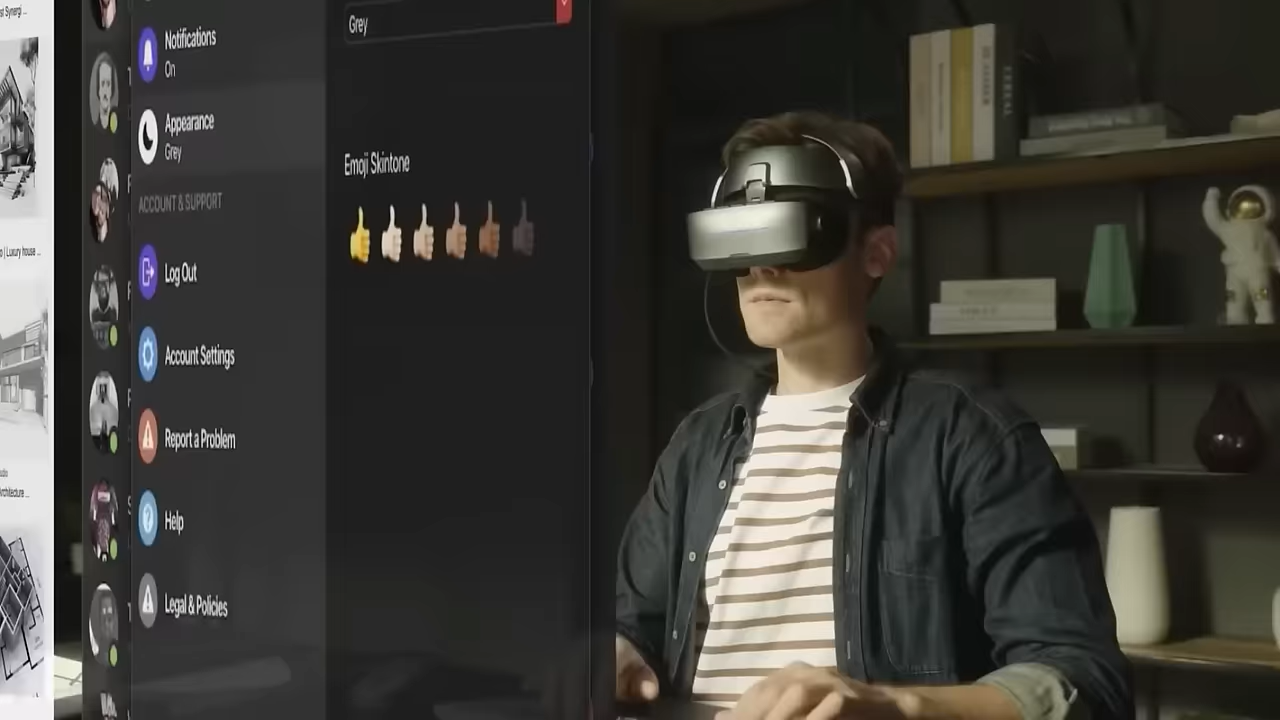 Grey
Notifications
On
Appearance
Grey
Emoji Skintone
ACCOUNT & SUPPORT
Log Out
Account Settings
Report a Problem
Help
Legal & Policies
| Luxury house ...
Architecture ...